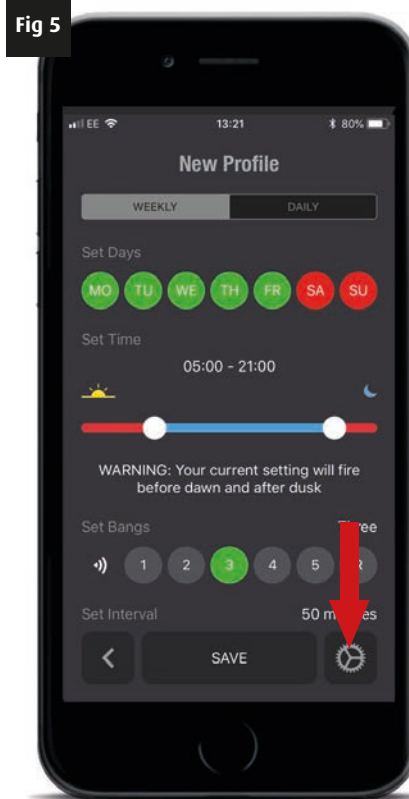 Fig 5
EE 13:21 80%
New Profile
WEEKLY DAILY
Set Days
MO TU WE TH FR SA SU
Set Time
05:00 - 21:00
WARNING: Your current setting will fire
before dawn and after dusk
Set Bangs
1 2 3 4 5 R
Set Interval 50
SAVE